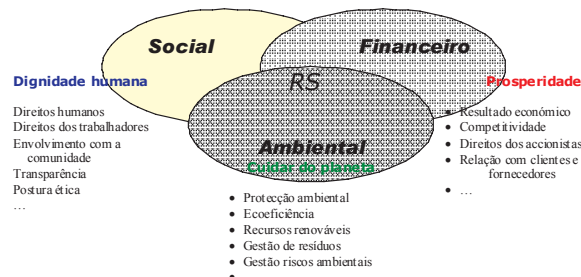 Social
Financeiro
RS
Dignidade humana
Direitos humanos
Direitos dos trabalhadores
Envolvimento com a
comunidade
Transparência
Postura ética
…
Prosperidade
• Resultado económico
• Competitividade
• Direitos dos accionistas
• Relação com clientes e
fornecedores
• …
Ambiental
Cuidar do planeta
• Protecção ambiental
• Ecoeficiência
• Recursos renováveis
• Gestão de resíduos
• Gestão riscos ambientais
•